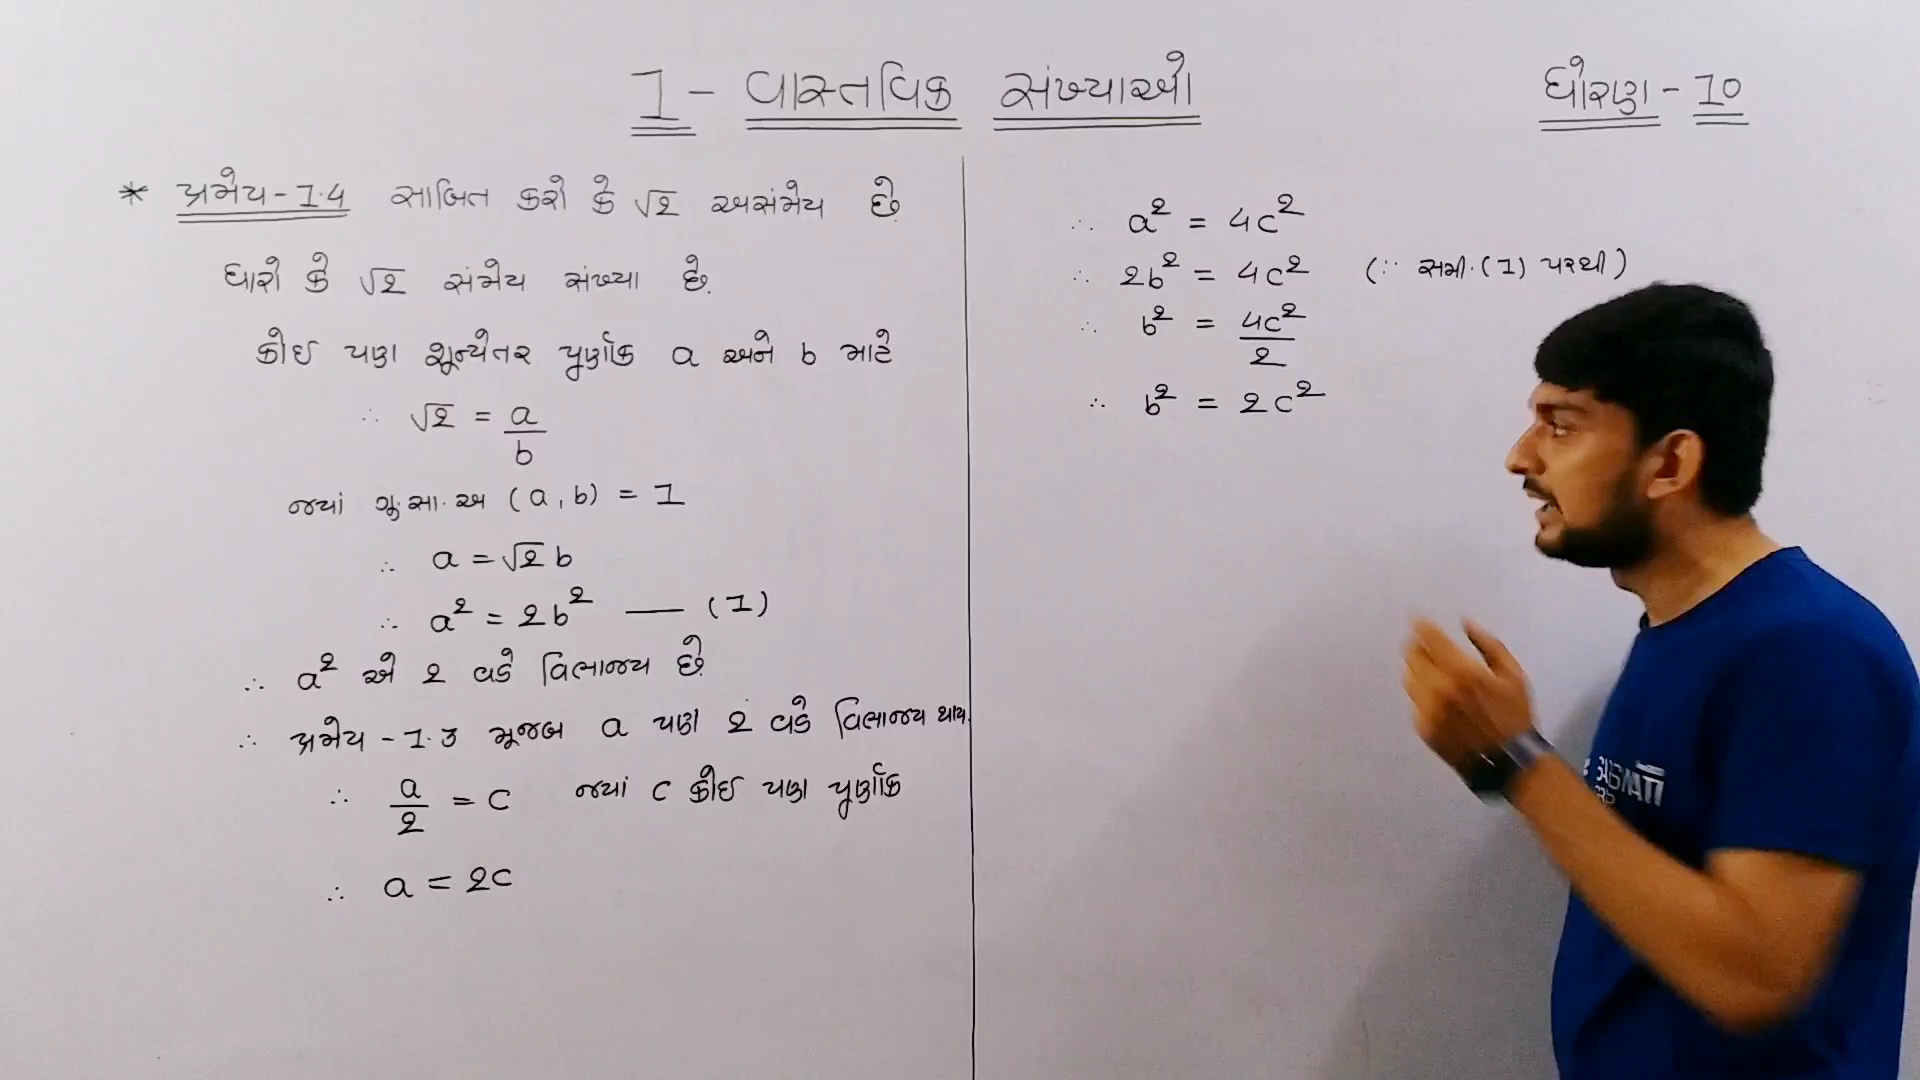 1 - વાસ્તવિક સંખ્યાઓ
ધોરણ - 10
* પ્રમેય - 1.4 સાબિત કરો કે √2 અસંમેય છે.
ધારો કે √2 સંમેય સંખ્યા છે.
કોઈ પણ શૂન્યેતર પૂર્ણાંક a અને b માટે
∴ √2 = a/b
જ્યાં ગુ.સા.અ (a, b) = 1
∴ a = √2 b
∴ a² = 2b² — (1)
∴ a² એ 2 વડે વિભાજ્ય છે.
∴ પ્રમેય - 1.3 મૂજબ a પણ 2 વડે વિભાજ્ય થાય.
∴ a/2 = c જ્યાં c કોઈ પણ પૂર્ણાંક
∴ a = 2c
∴ a² = 4c²
∴ 2b² = 4c² (∵ સમી.(1) પરથી)
∴ b² = 4c²/2
∴ b² = 2c²